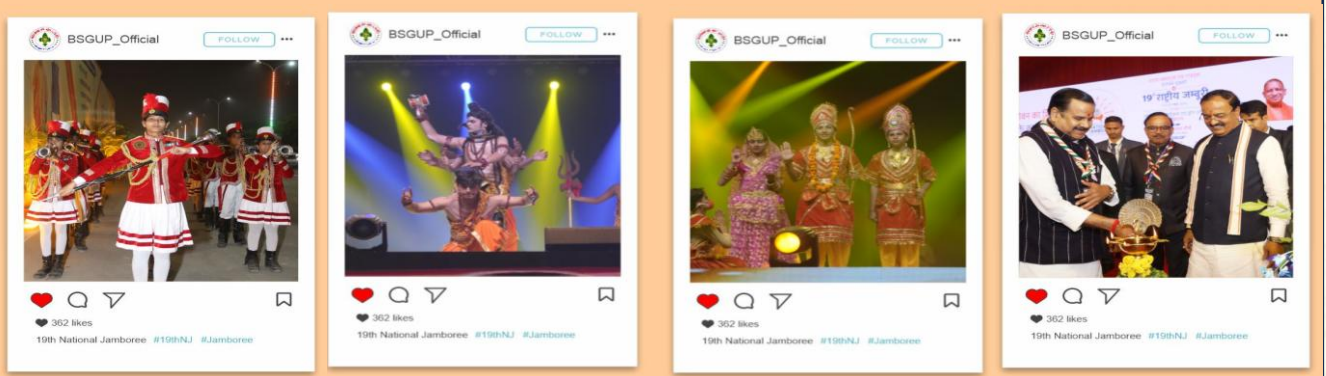 BSGUP_Official
FOLLOW
362 likes
19th National Jamboree #19thNJ #Jamboree
BSGUP_Official
FOLLOW
362 likes
19th National Jamboree #19thNJ #Jamboree
BSGUP_Official
FOLLOW
362 likes
19th National Jamboree #19thNJ #Jamboree
BSGUP_Official
FOLLOW
19वीं राष्ट्रीय जम्बूरी
362 likes
19th National Jamboree #19thNJ #Jamboree